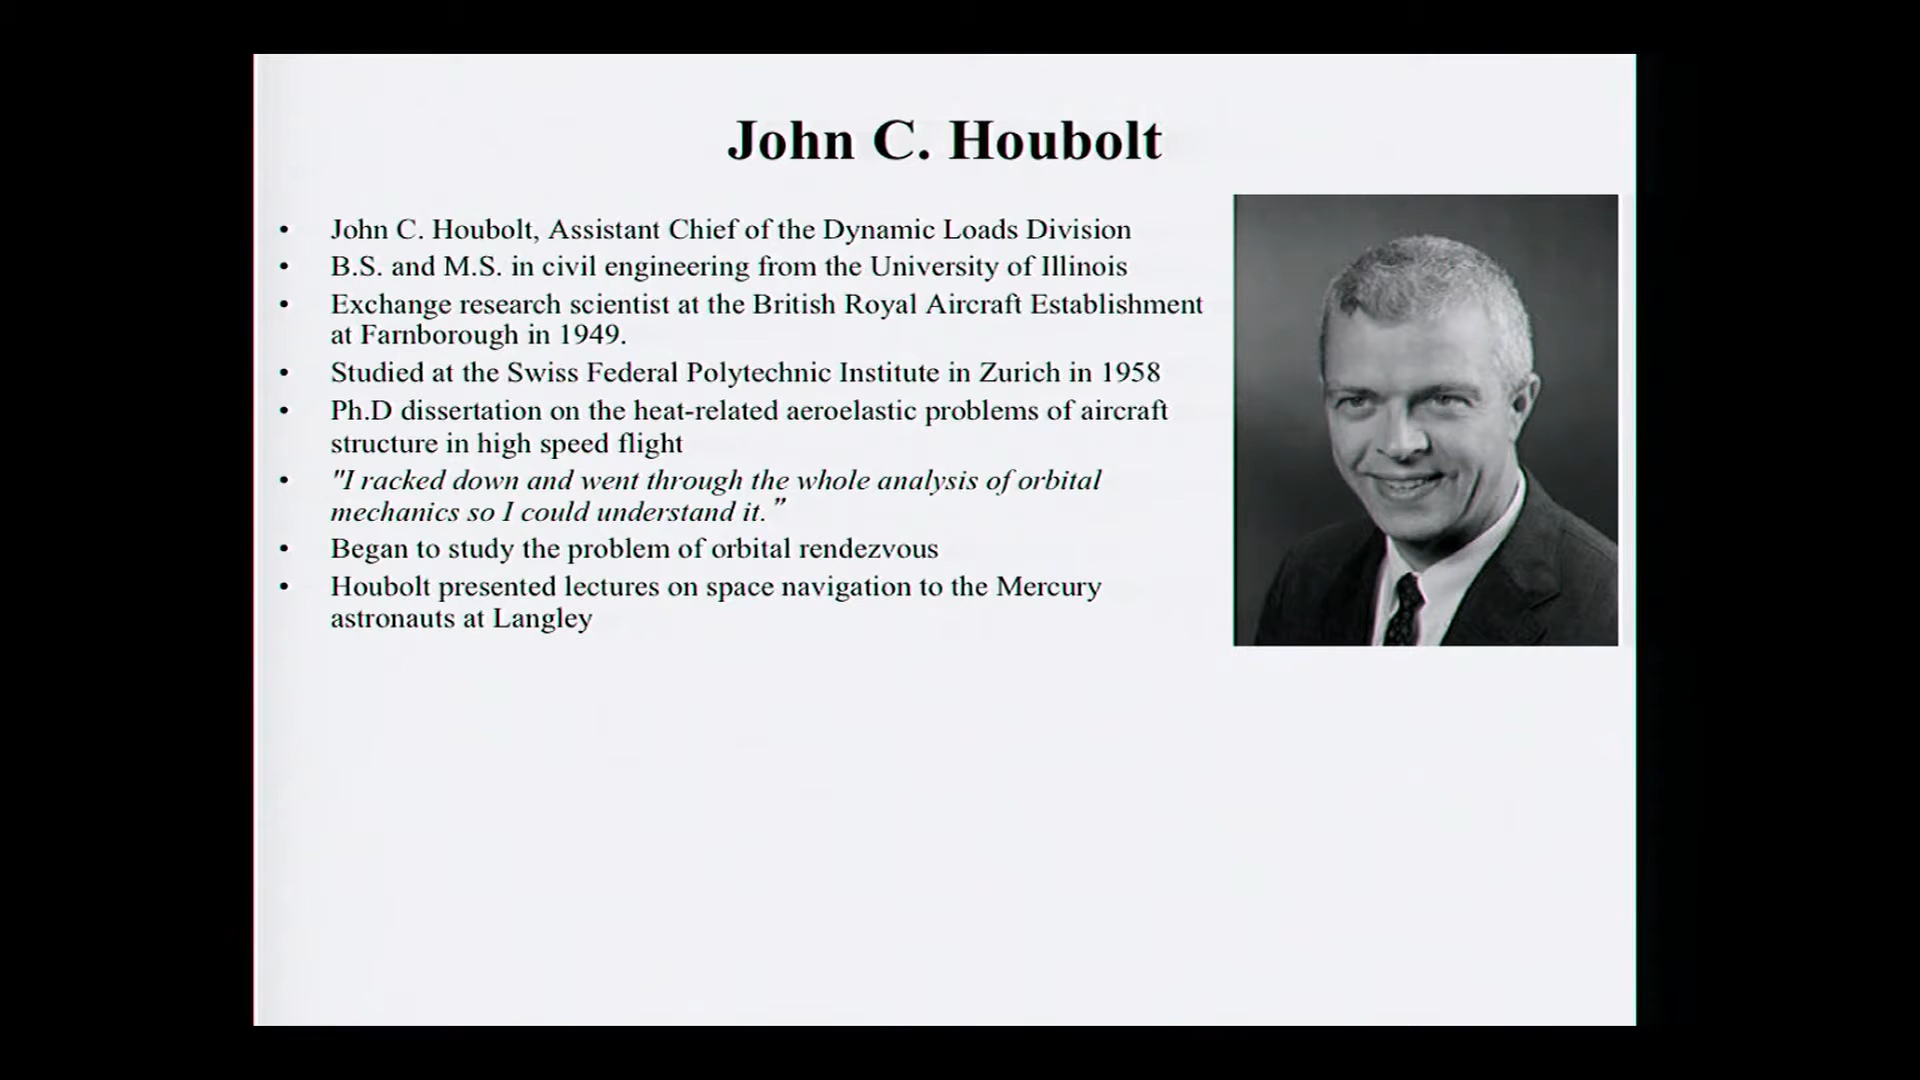 John C. Houbolt
• John C. Houbolt, Assistant Chief of the Dynamic Loads Division
• B.S. and M.S. in civil engineering from the University of Illinois
• Exchange research scientist at the British Royal Aircraft Establishment
at Farnborough in 1949.
• Studied at the Swiss Federal Polytechnic Institute in Zurich in 1958
• Ph.D dissertation on the heat-related aeroelastic problems of aircraft
structure in high speed flight
• "I racked down and went through the whole analysis of orbital
mechanics so I could understand it.”
• Began to study the problem of orbital rendezvous
• Houbolt presented lectures on space navigation to the Mercury
astronauts at Langley